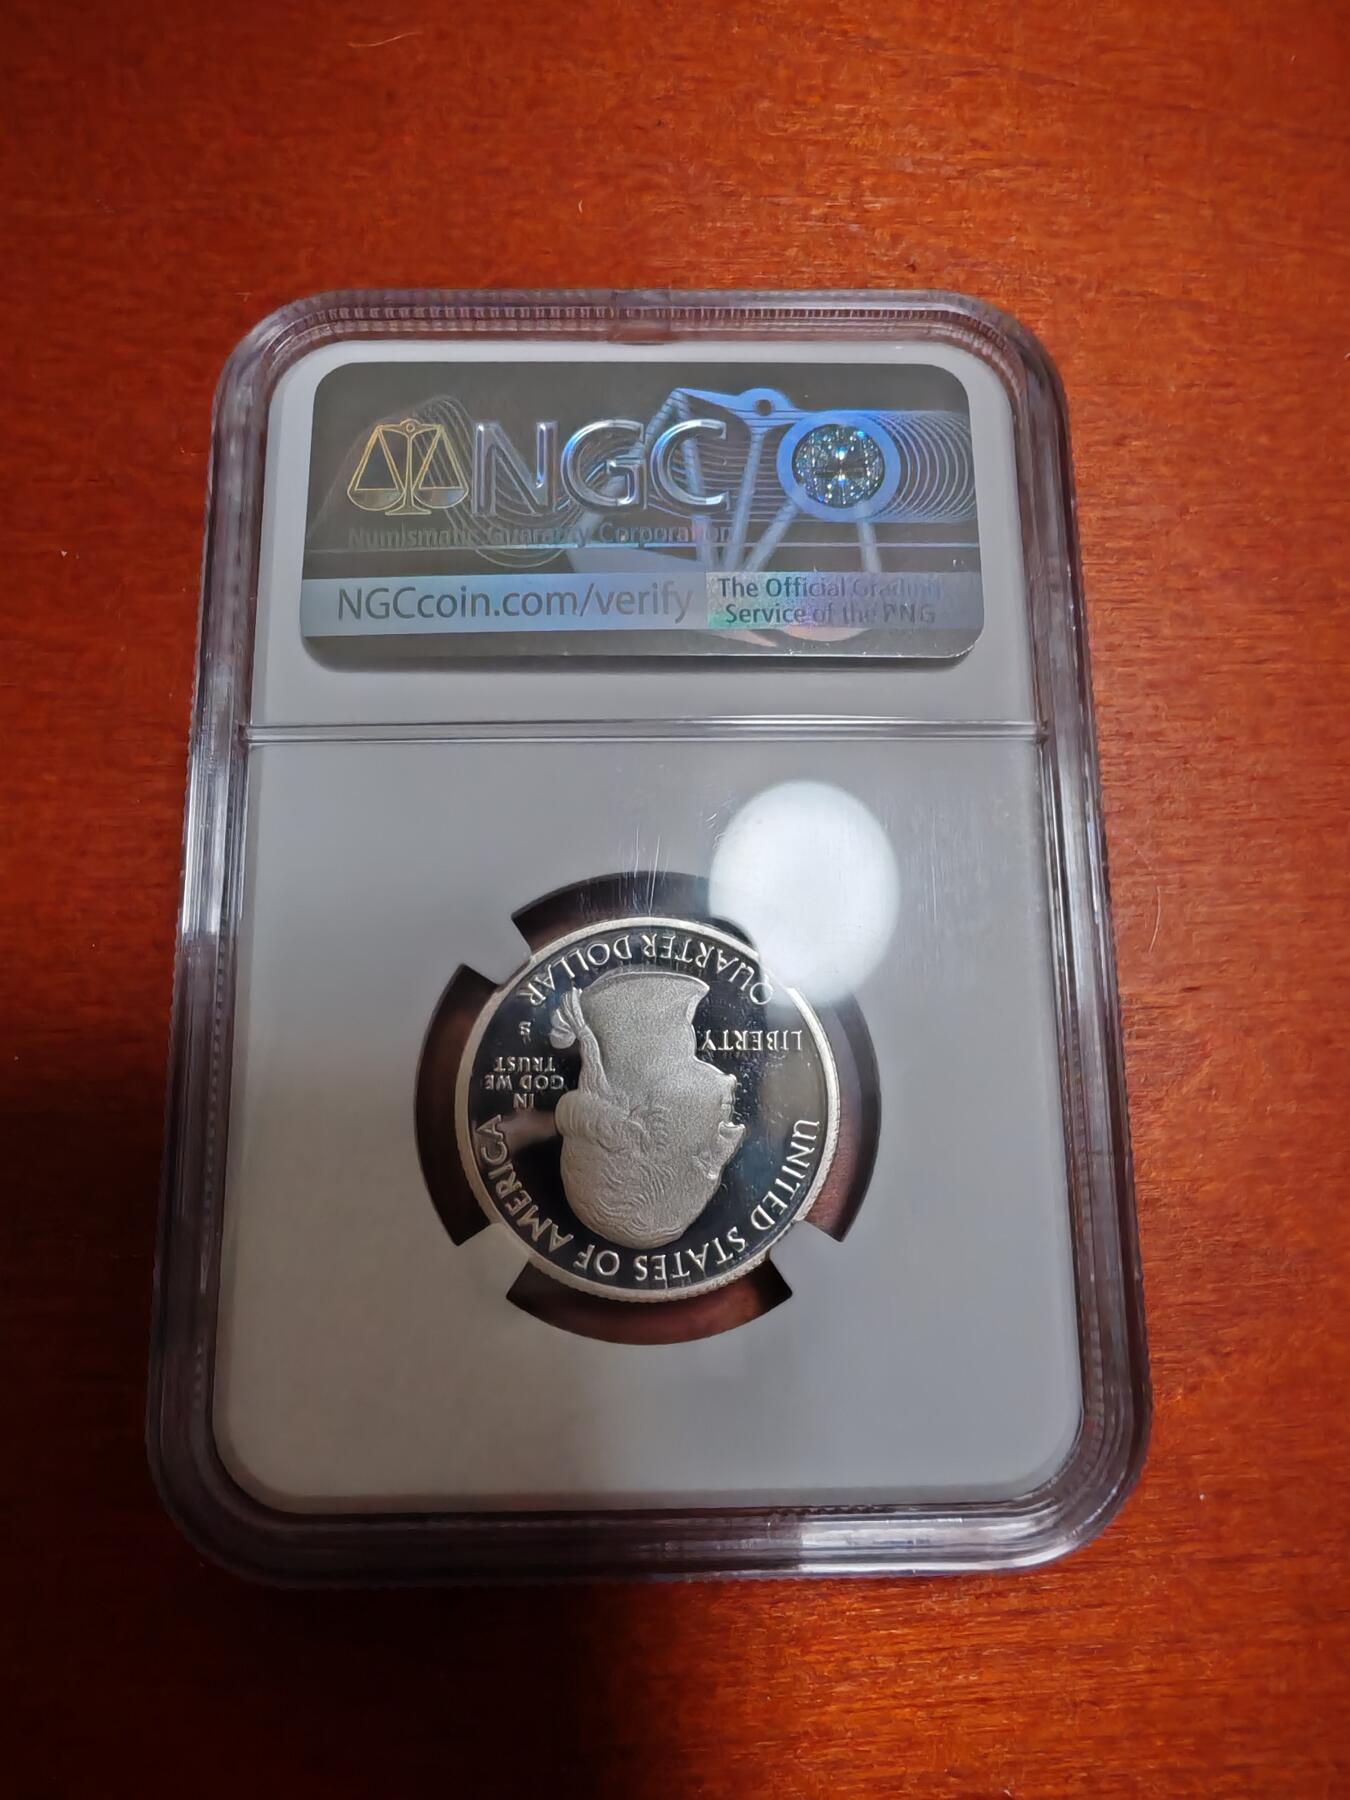 NGC
Numismatic Guaranty Corporation
NGCcoin.com/verify
The Official Grading
Service of the PNG
UNITED STATES OF AMERICA
LIBERTY
IN
GOD WE
TRUST
S
QUARTER DOLLAR